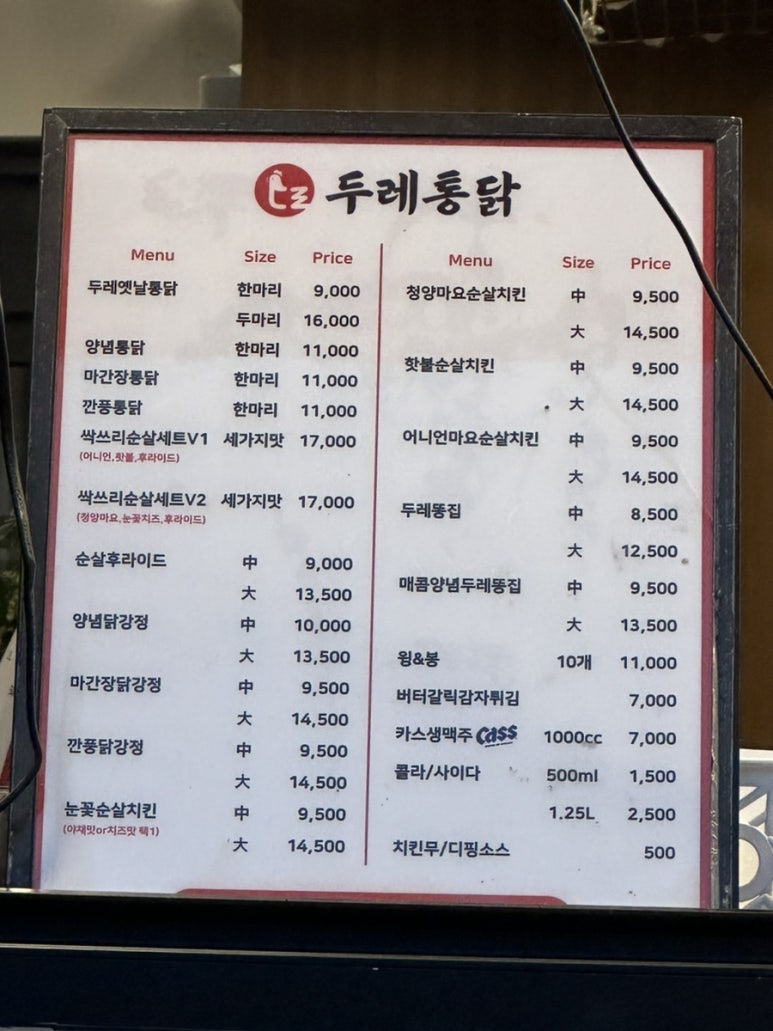 두레통닭
Menu Size Price
두레옛날통닭 한마리 9,000
두마리 16,000
양념통닭 한마리 11,000
마간장통닭 한마리 11,000
깐풍통닭 한마리 11,000
싹쓰리순살세트V1 세가지맛 17,000
(어니언,핫불,후라이드)
싹쓰리순살세트V2 세가지맛 17,000
(청양마요,눈꽃치즈,후라이드)
순살후라이드 中 9,000
大 13,500
양념닭강정 中 10,000
大 13,500
마간장닭강정 中 9,500
大 14,500
깐풍닭강정 中 9,500
大 14,500
눈꽃순살치킨 中 9,500
(야채맛or치즈맛 택1)
大 14,500
Menu Size Price
청양마요순살치킨 中 9,500
大 14,500
핫불순살치킨 中 9,500
大 14,500
어니언마요순살치킨 中 9,500
大 14,500
두레똥집 中 8,500
大 12,500
매콤양념두레똥집 中 9,500
大 13,500
윙&봉 10개 11,000
버터갈릭감자튀김 7,000
카스생맥주 Cass 1000cc 7,000
콜라/사이다 500ml 1,500
1.25L 2,500
치킨무/디핑소스 500